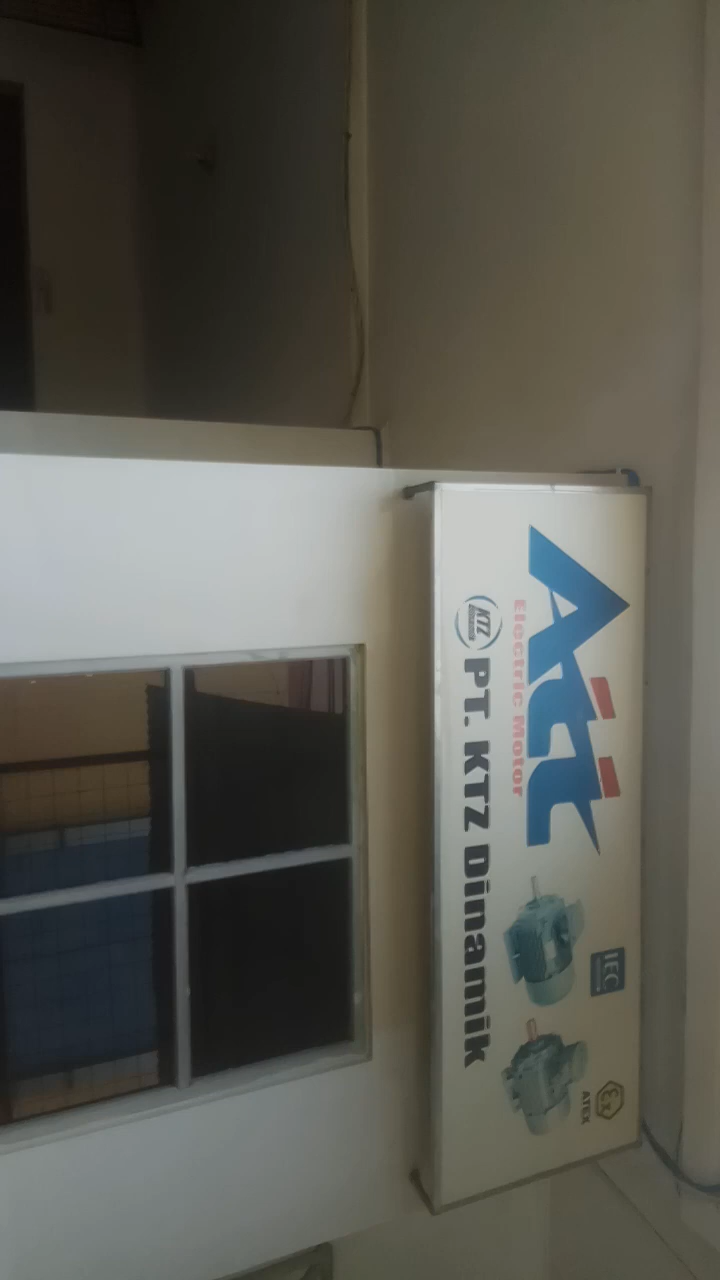 Att
IEC
Electric Motor
Ex
ATEX
KTZ
PT. KTZ Dinamik